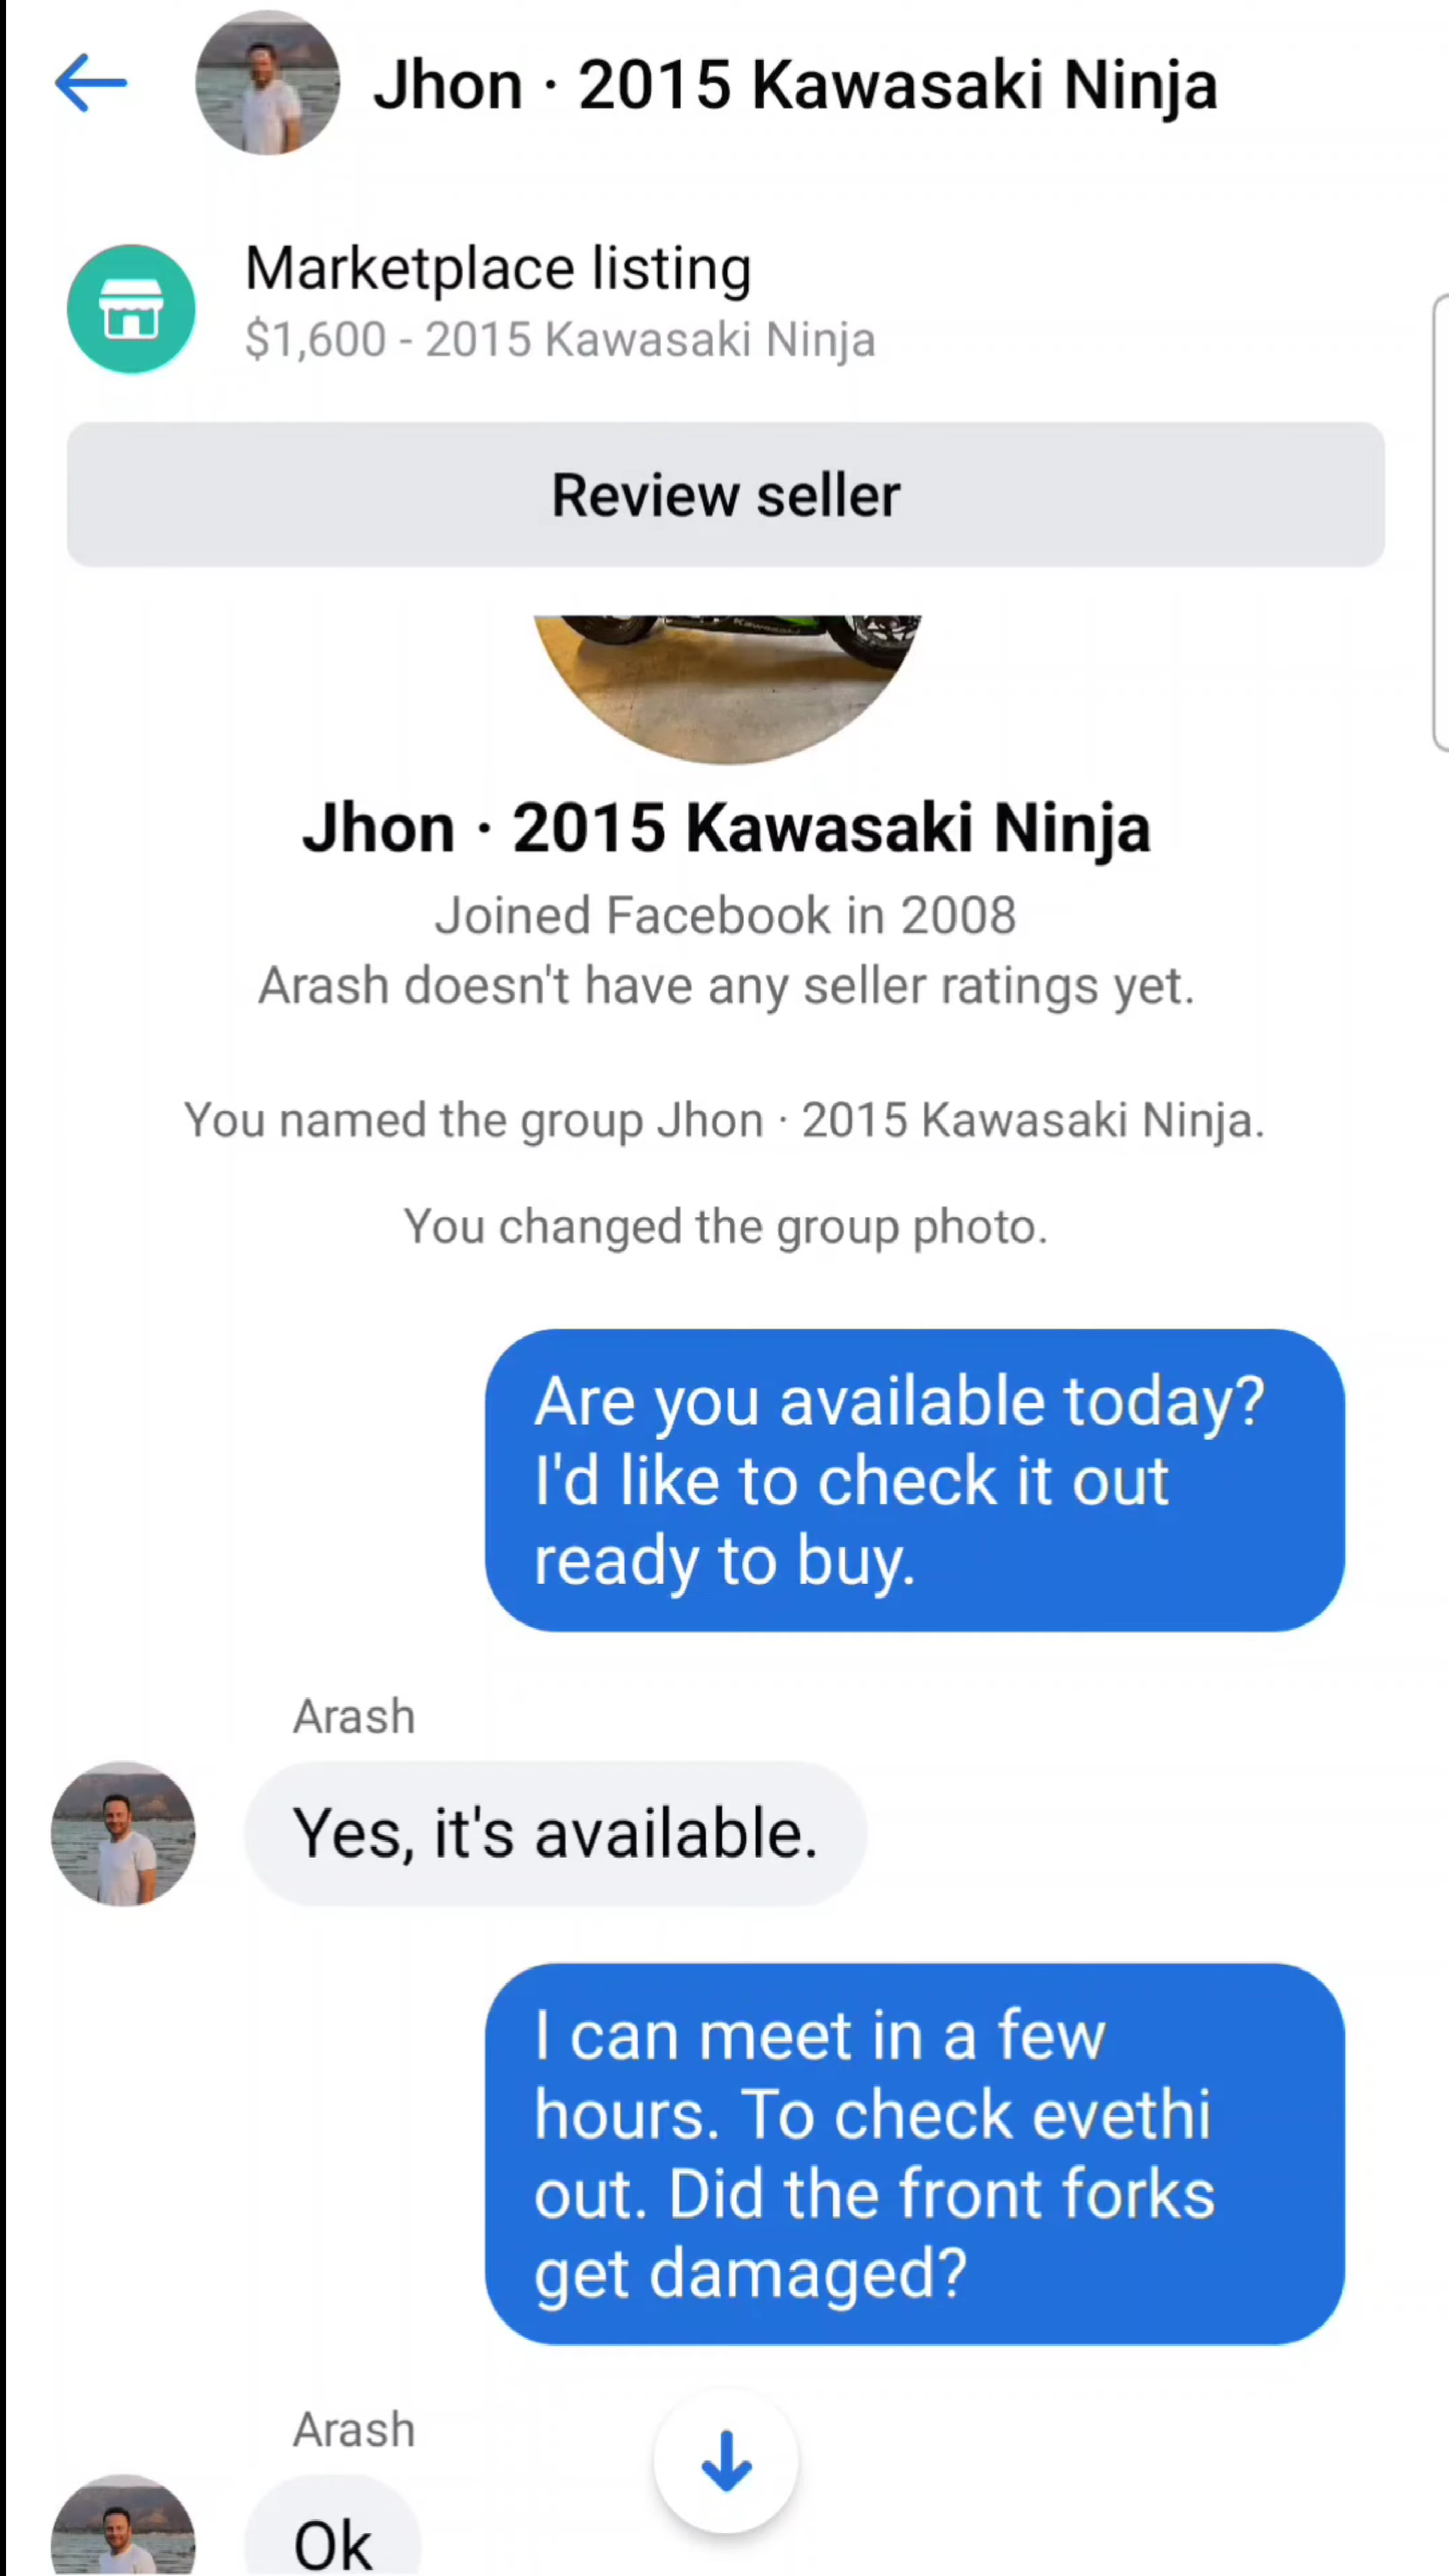 Jhon · 2015 Kawasaki Ninja
Marketplace listing
$1,600 - 2015 Kawasaki Ninja
Review seller
Kawasaki
Jhon · 2015 Kawasaki Ninja
Joined Facebook in 2008
Arash doesn't have any seller ratings yet.
You named the group Jhon · 2015 Kawasaki Ninja.
You changed the group photo.
Are you available today?
I'd like to check it out
ready to buy.
Arash
Yes, it's available.
I can meet in a few
hours. To check evethi
out. Did the front forks
get damaged?
Arash
Ok